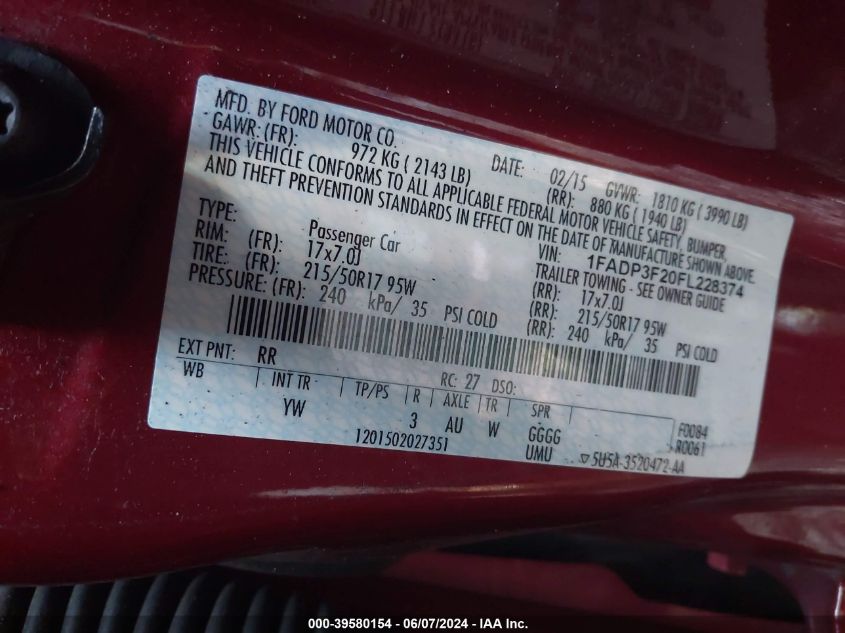 MFD. BY FORD MOTOR CO. DATE: 02/15 GVWR: 1810 KG ( 3990 LB)
GAWR: (FR): 972 KG ( 2143 LB) (RR): 880 KG ( 1940 LB)
THIS VEHICLE CONFORMS TO ALL APPLICABLE FEDERAL MOTOR VEHICLE SAFETY, BUMPER,
AND THEFT PREVENTION STANDARDS IN EFFECT ON THE DATE OF MANUFACTURE SHOWN ABOVE.
VIN: 1FADP3F20FL228374
TYPE: Passenger Car TRAILER TOWING - SEE OWNER GUIDE
RIM: (FR): 17x7.0J (RR): 17x7.0J
TIRE: (FR): 215/50R17 95W (RR): 215/50R17 95W
PRESSURE: (FR): 240 kPa/ 35 PSI COLD (RR): 240 kPa/ 35 PSI COLD
EXT PNT: RR RC: 27 DSO:
WB INT TR TP/PS R AXLE TR SPR
YW 3 AU W GGGG F0084
1201502027351 UMU R0061
5U5A-3520472-AA
000-39580154 - 06/07/2024 - IAA Inc.